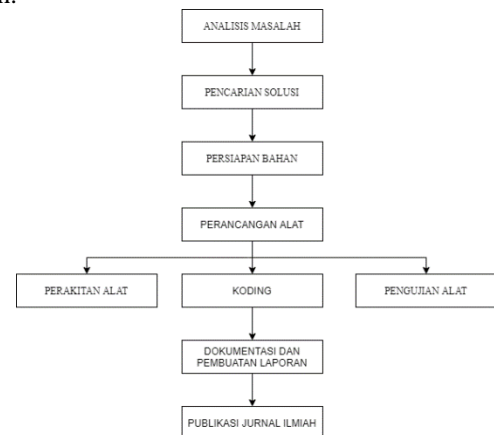 ANALISIS MASALAH
PENCARIAN SOLUSI
PERSIAPAN BAHAN
PERANCANGAN ALAT
PERAKITAN ALAT
KODING
PENGUJIAN ALAT
DOKUMENTASI DAN
PEMBUATAN LAPORAN
PUBLIKASI JURNAL ILMIAH